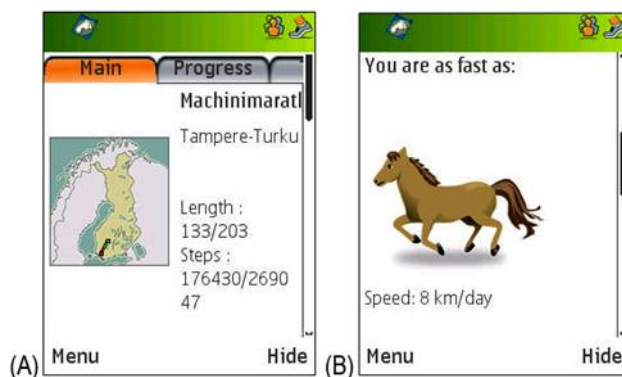 Main Progress
Machinimaratl
Tampere-Turku
Length :
133/203
Steps :
176430/2690
47
Menu Hide
(A)
You are as fast as:
Speed: 8 km/day
Menu Hide
(B)